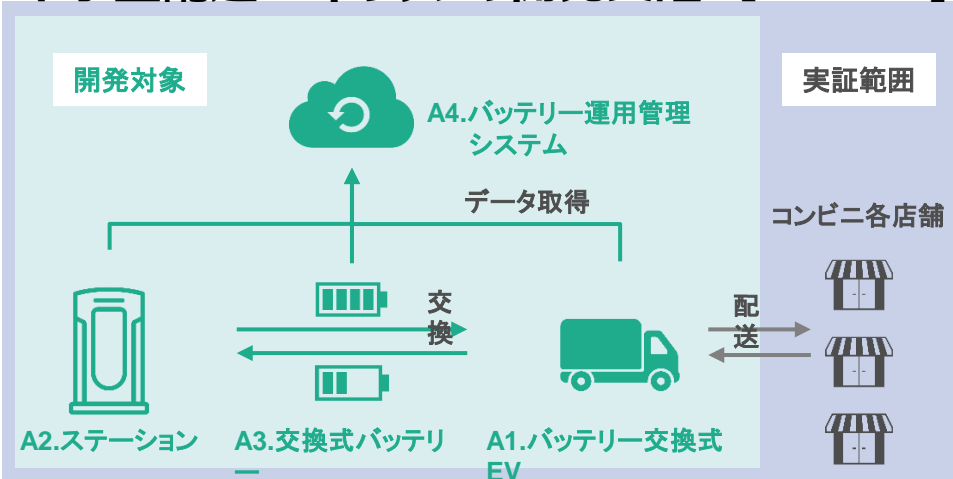 開発対象
実証範囲
A4.バッテリー運用管理
システム
データ取得
コンビニ各店舗
交
換
配
送
A2.ステーション
A3.交換式バッテリ
ー
A1.バッテリー交換式
EV